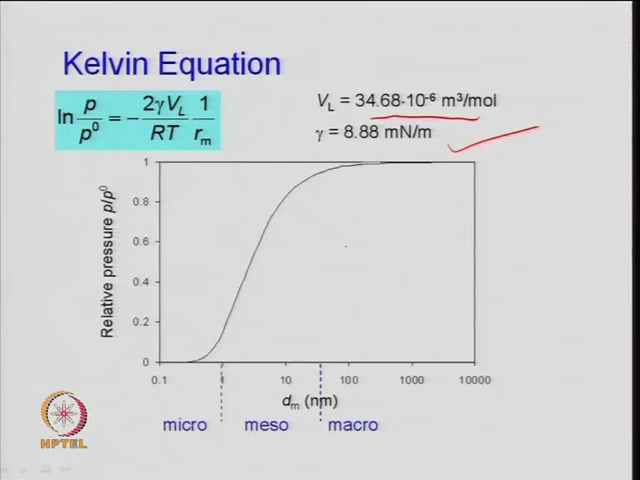 Kelvin Equation
ln p/p⁰ = − 2γV_L/RT 1/r_m
V_L = 34.68·10⁻⁶ m³/mol
γ = 8.88 mN/m
Relative pressure p/p⁰
1
0.8
0.6
0.4
0.2
0
0.1 1 10 100 1000 10000
d_m (nm)
micro meso macro
NPTEL